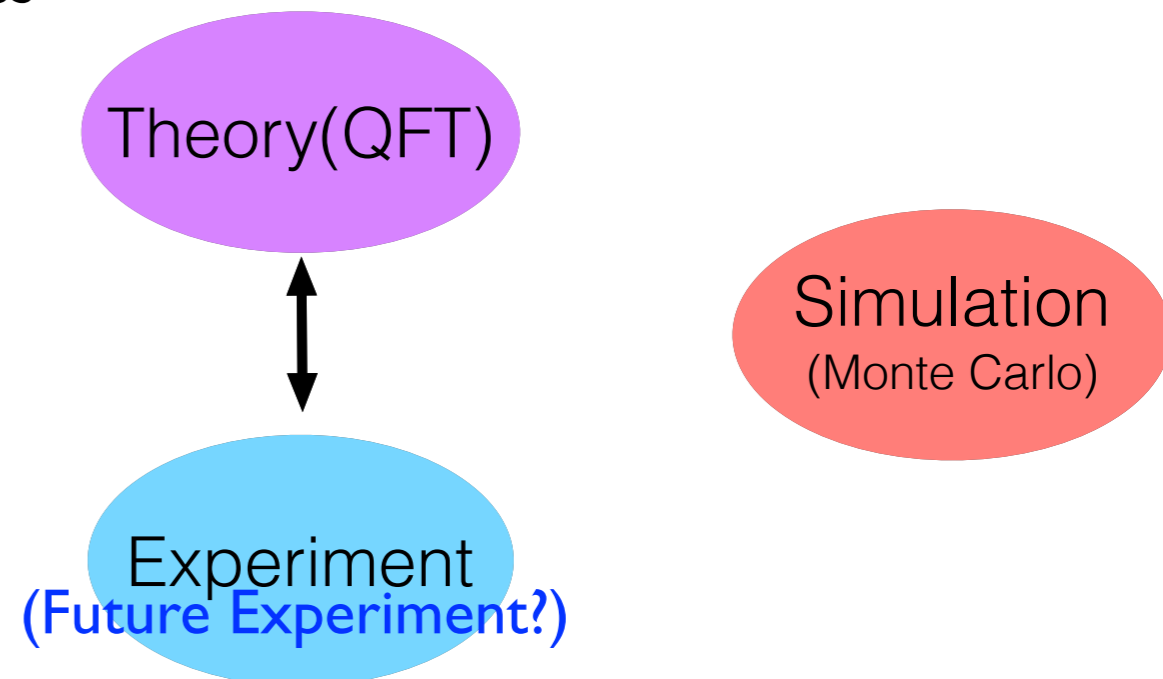 Theory(QFT)
Simulation
(Monte Carlo)
Experiment
(Future Experiment?)